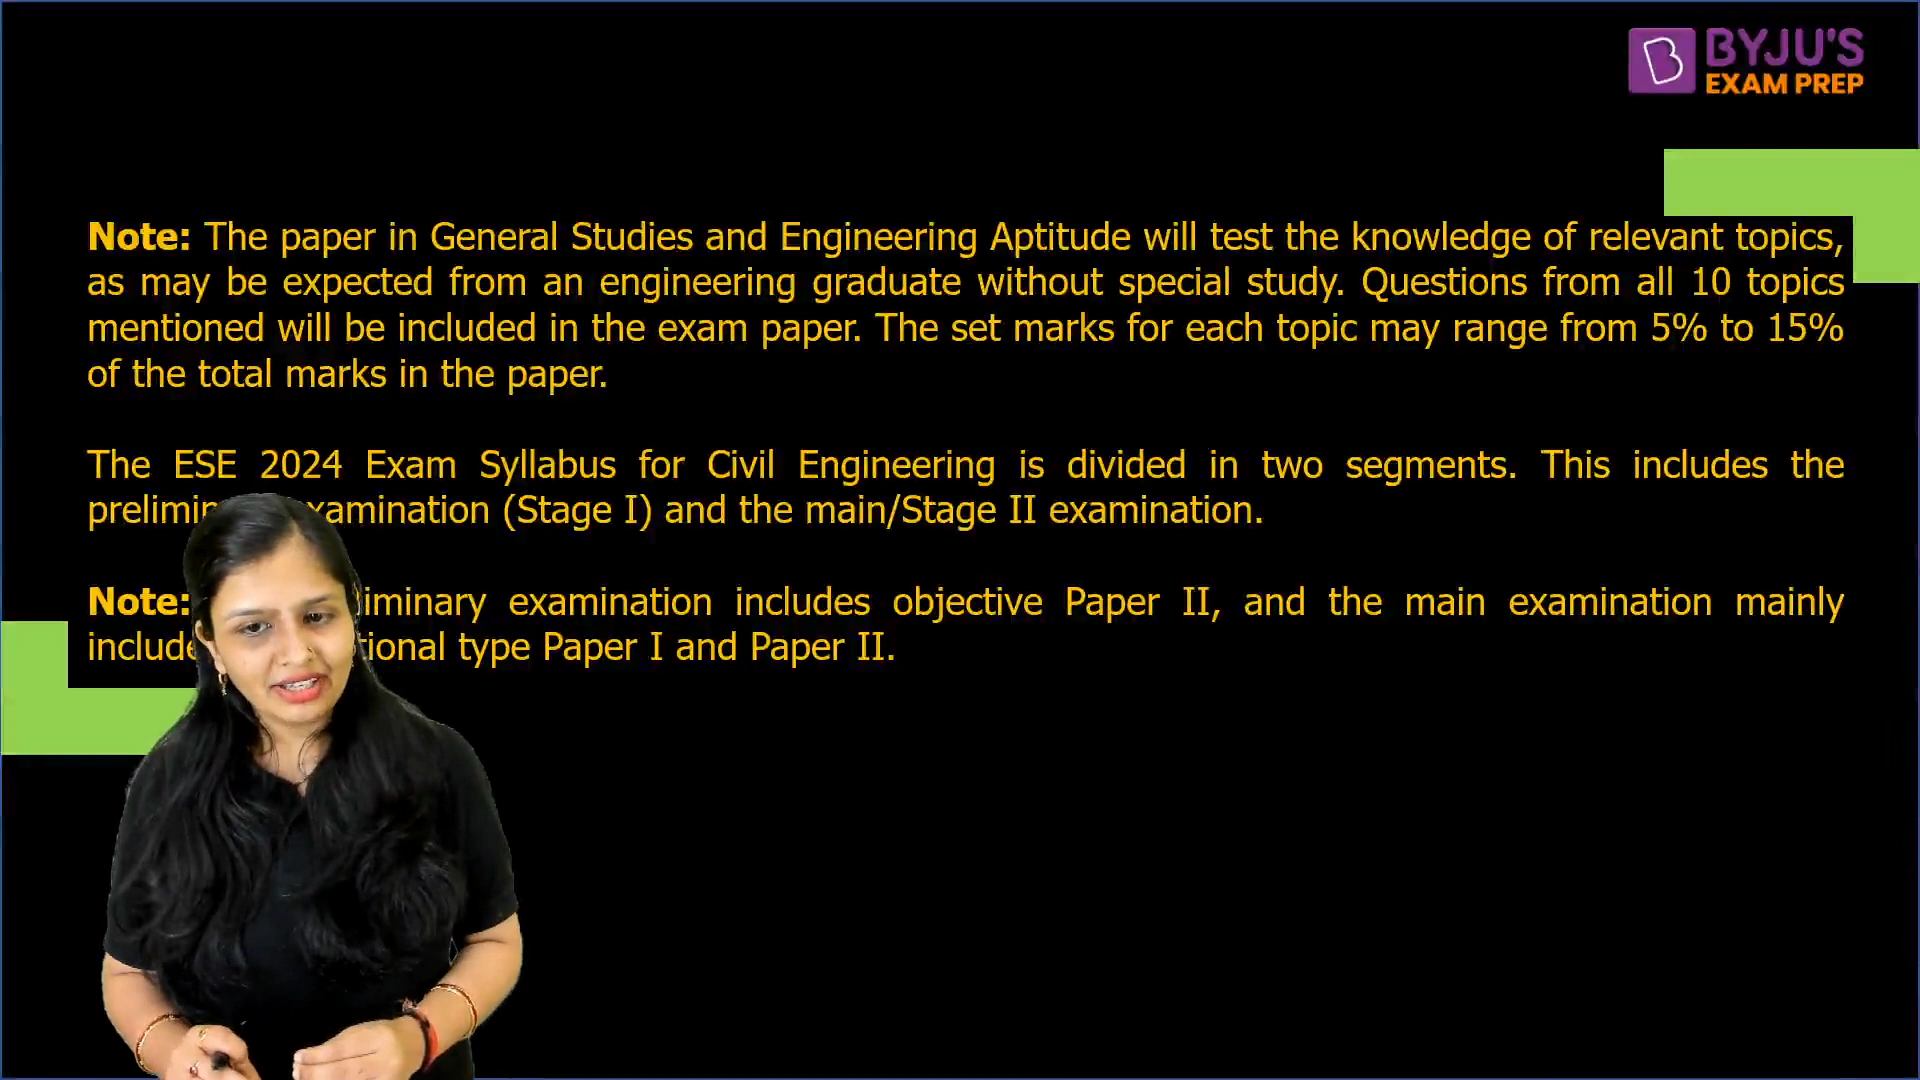 BYJU'S
EXAM PREP
Note: The paper in General Studies and Engineering Aptitude will test the knowledge of relevant topics,
as may be expected from an engineering graduate without special study. Questions from all 10 topics
mentioned will be included in the exam paper. The set marks for each topic may range from 5% to 15%
of the total marks in the paper.
The ESE 2024 Exam Syllabus for Civil Engineering is divided in two segments. This includes the
prelimin xamination (Stage I) and the main/Stage II examination.
Note: liminary examination includes objective Paper II, and the main examination mainly
include tional type Paper I and Paper II.